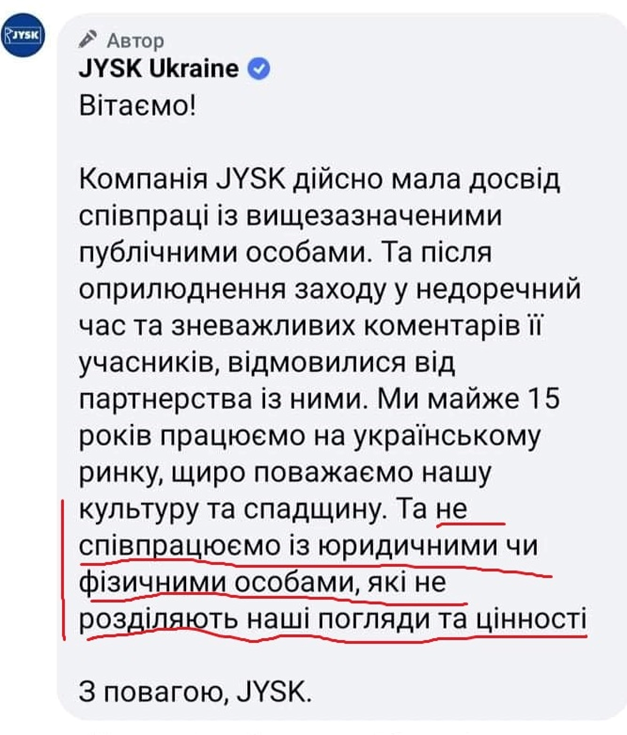 JYSK
Автор
JYSK Ukraine
Вітаємо!
Компанія JYSK дійсно мала досвід
співпраці із вищезазначеними
публічними особами. Та після
оприлюднення заходу у недоречний
час та зневажливих коментарів її
учасників, відмовилися від
партнерства із ними. Ми майже 15
років працюємо на українському
ринку, щиро поважаємо нашу
культуру та спадщину. Та не
співпрацюємо із юридичними чи
фізичними особами, які не
розділяють наші погляди та цінності
З повагою, JYSK.